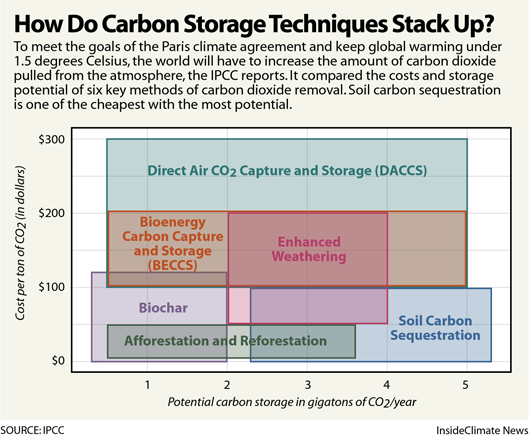 How Do Carbon Storage Techniques Stack Up?
To meet the goals of the Paris climate agreement and keep global warming under
1.5 degrees Celsius, the world will have to increase the amount of carbon dioxide
pulled from the atmosphere, the IPCC reports. It compared the costs and storage
potential of six key methods of carbon dioxide removal. Soil carbon sequestration
is one of the cheapest with the most potential.
Cost per ton of CO2 (in dollars)
$300
$200
$100
$0
Direct Air CO2 Capture and Storage (DACCS)
Bioenergy
Carbon Capture
and Storage
(BECCS)
Enhanced
Weathering
Biochar
Soil Carbon
Sequestration
Afforestation and Reforestation
1 2 3 4 5
Potential carbon storage in gigatons of CO2/year
SOURCE: IPCC
InsideClimate News